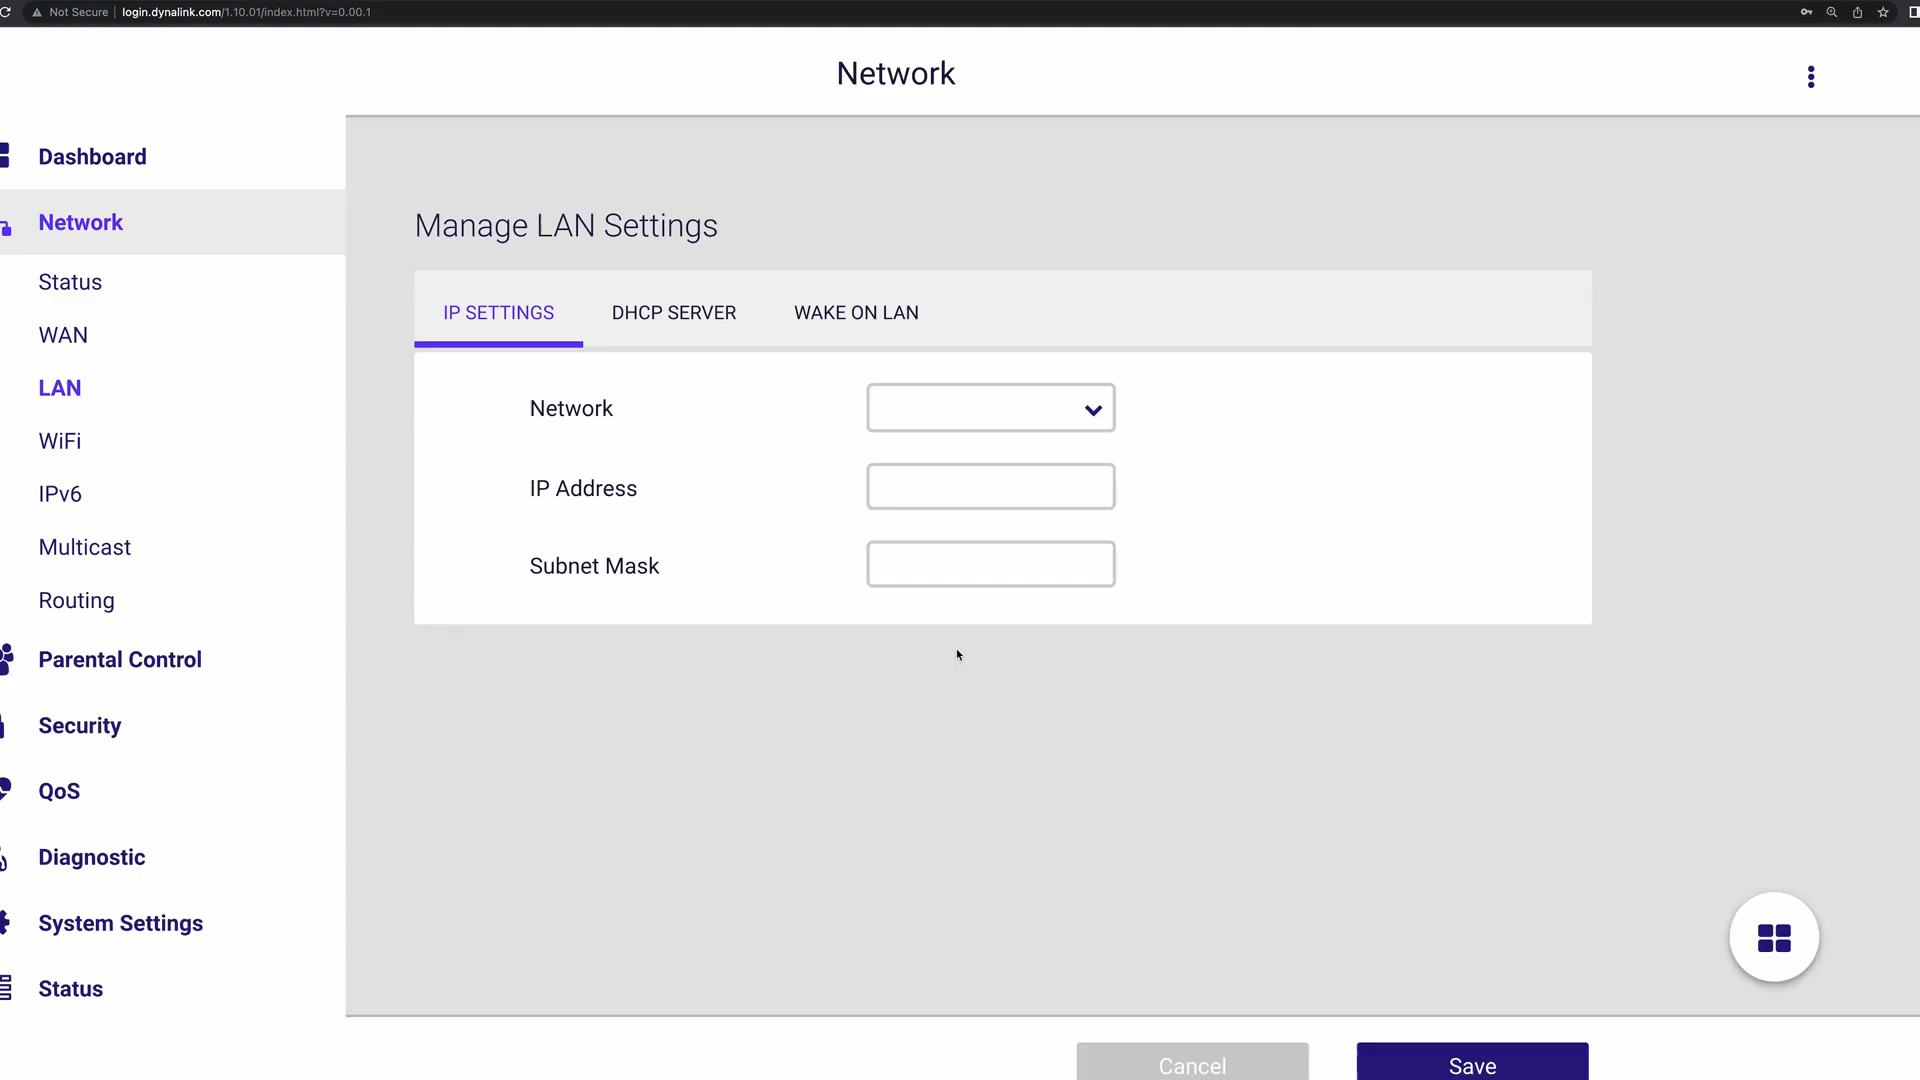 Not Secure | login.dynalink.com/1.10.01/index.html?v=0.00.1
Network
Dashboard
Network
Status
WAN
LAN
WiFi
IPv6
Multicast
Routing
Parental Control
Security
QoS
Diagnostic
System Settings
Status
Manage LAN Settings
IP SETTINGS DHCP SERVER WAKE ON LAN
Network
IP Address
Subnet Mask
Cancel Save